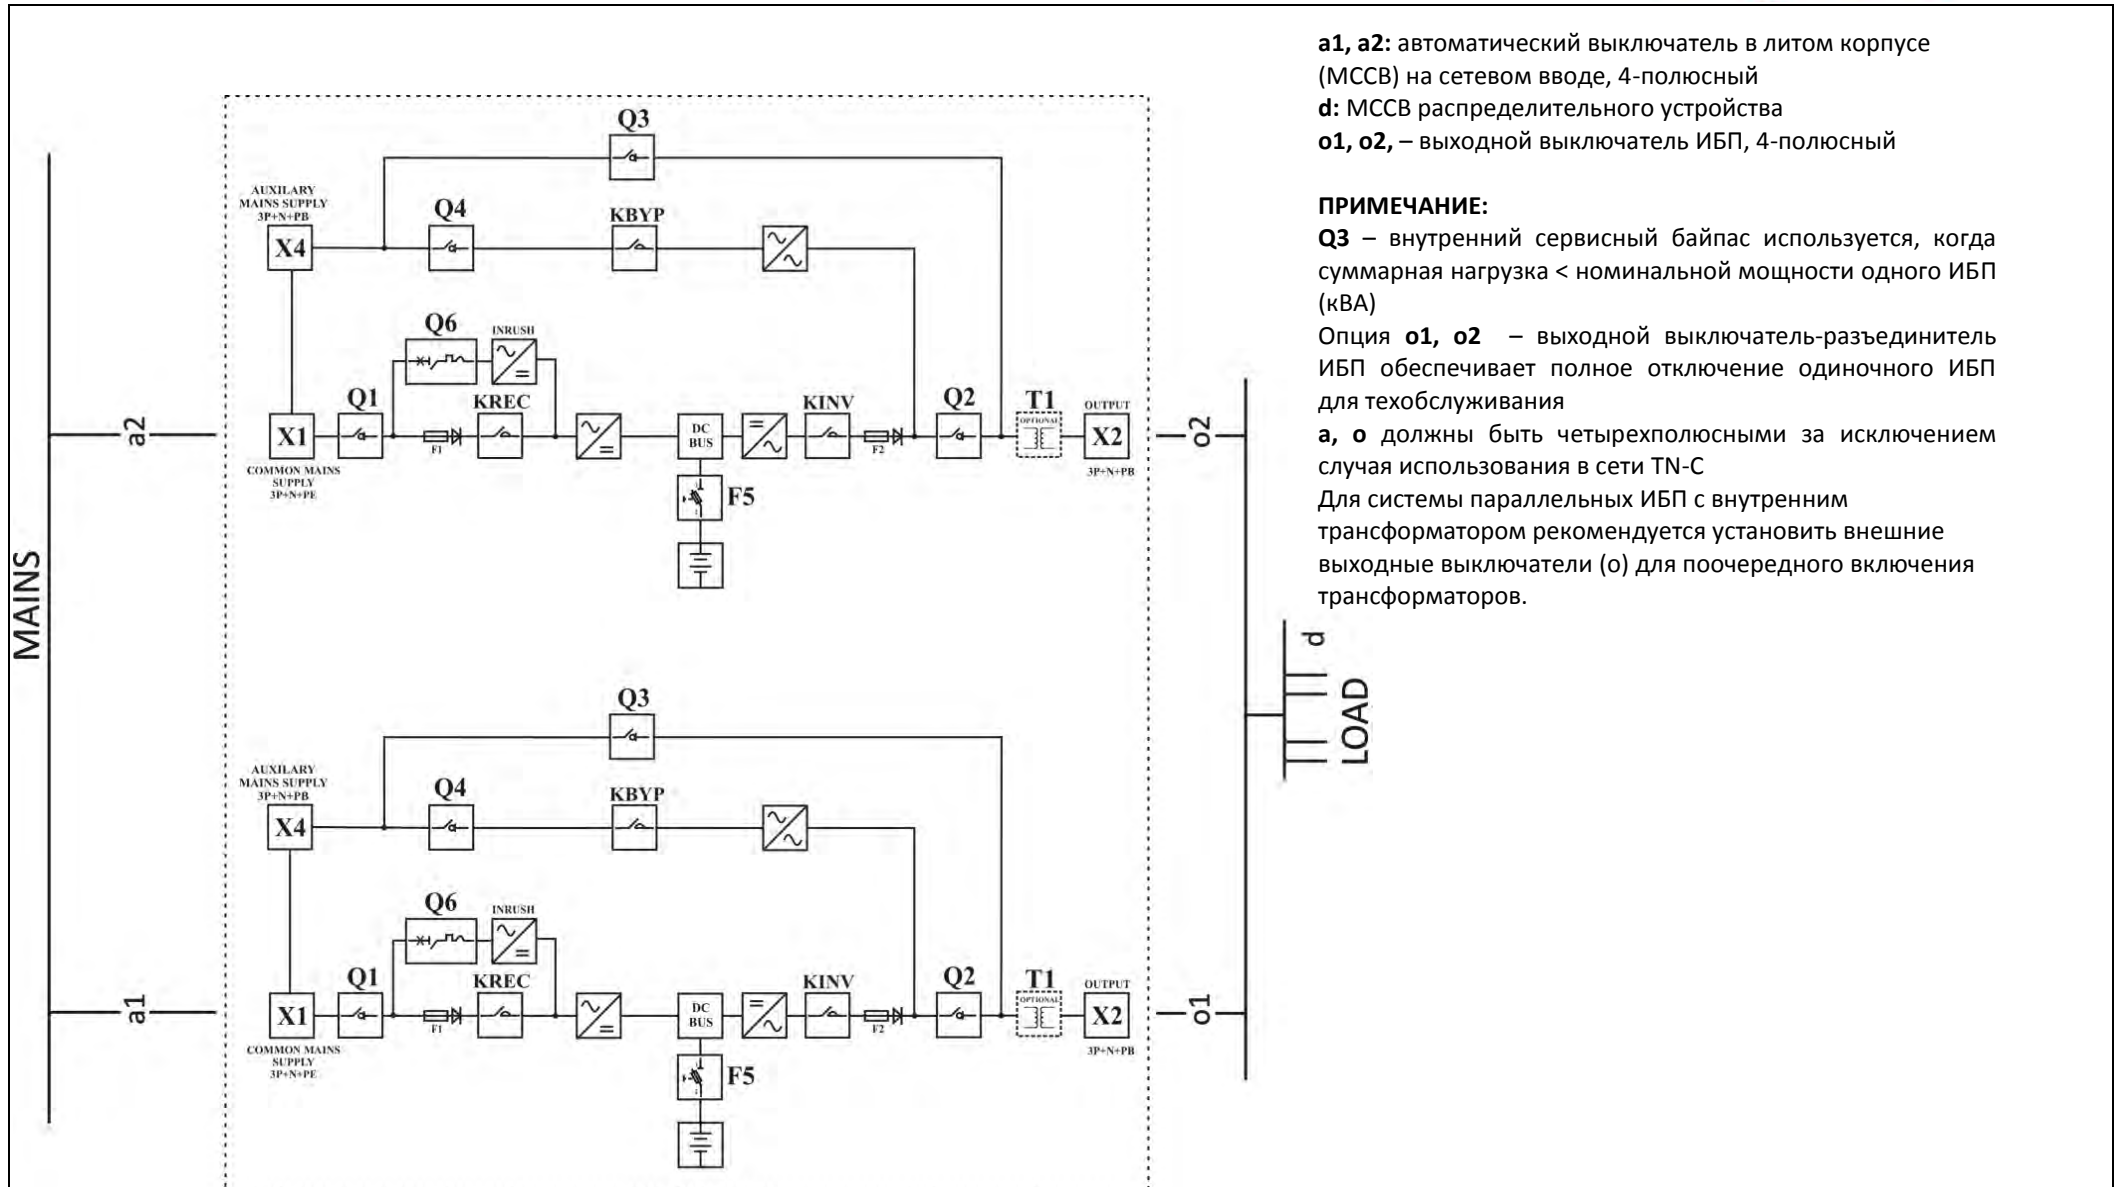 a1, a2: автоматический выключатель в литом корпусе
(MCCB) на сетевом вводе, 4-полюсный
d: MCCB распределительного устройства
o1, o2, – выходной выключатель ИБП, 4-полюсный
ПРИМЕЧАНИЕ:
Q3 – внутренний сервисный байпас используется, когда
суммарная нагрузка < номинальной мощности одного ИБП
(кВА)
Опция o1, o2 – выходной выключатель-разъединитель
ИБП обеспечивает полное отключение одиночного ИБП
для техобслуживания
a, o должны быть четырехполюсными за исключением
случая использования в сети TN-C
Для системы параллельных ИБП с внутренним
трансформатором рекомендуется установить внешние
выходные выключатели (o) для поочередного включения
трансформаторов.
MAINS
a2
Q3
AUXILARY
MAINS SUPPLY
3P+N+PB
X4
Q4
KBYP
Q6
INRUSH
Q1
KREC
KINV
Q2
T1
OPTIONAL
OUTPUT
X1
F1
DC
BUS
F2
X2
COMMON MAINS
SUPPLY
3P+N+PE
3P+N+PB
F5
o2
d
LOAD
a1
Q3
AUXILARY
MAINS SUPPLY
3P+N+PB
X4
Q4
KBYP
Q6
INRUSH
Q1
KREC
KINV
Q2
T1
OPTIONAL
OUTPUT
X1
F1
DC
BUS
F2
X2
COMMON MAINS
SUPPLY
3P+N+PE
3P+N+PB
F5
o1